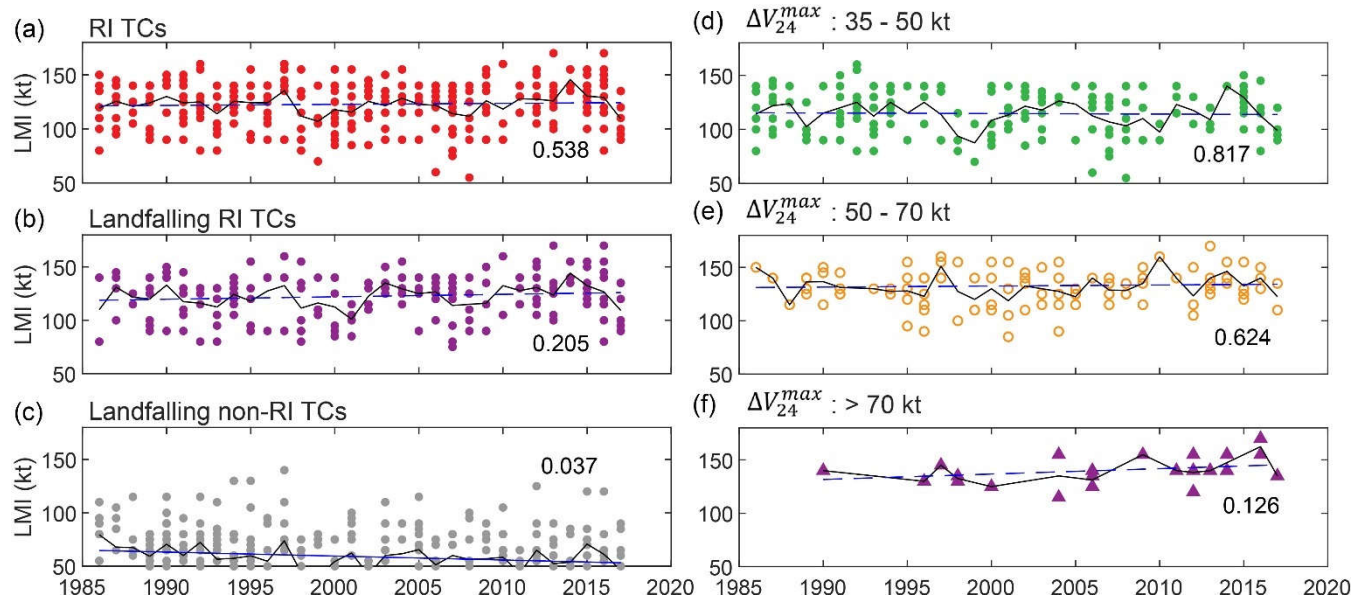 (a) RI TCs
LMI (kt)
150
100
50
0.538
(b) Landfalling RI TCs
LMI (kt)
150
100
50
0.205
(c) Landfalling non-RI TCs
LMI (kt)
150
100
50
0.037
1985 1990 1995 2000 2005 2010 2015 2020
(d) ΔV₂₄ᵐᵃˣ : 35 - 50 kt
150
100
50
0.817
(e) ΔV₂₄ᵐᵃˣ : 50 - 70 kt
150
100
50
0.624
(f) ΔV₂₄ᵐᵃˣ : > 70 kt
150
100
50
0.126
1985 1990 1995 2000 2005 2010 2015 2020